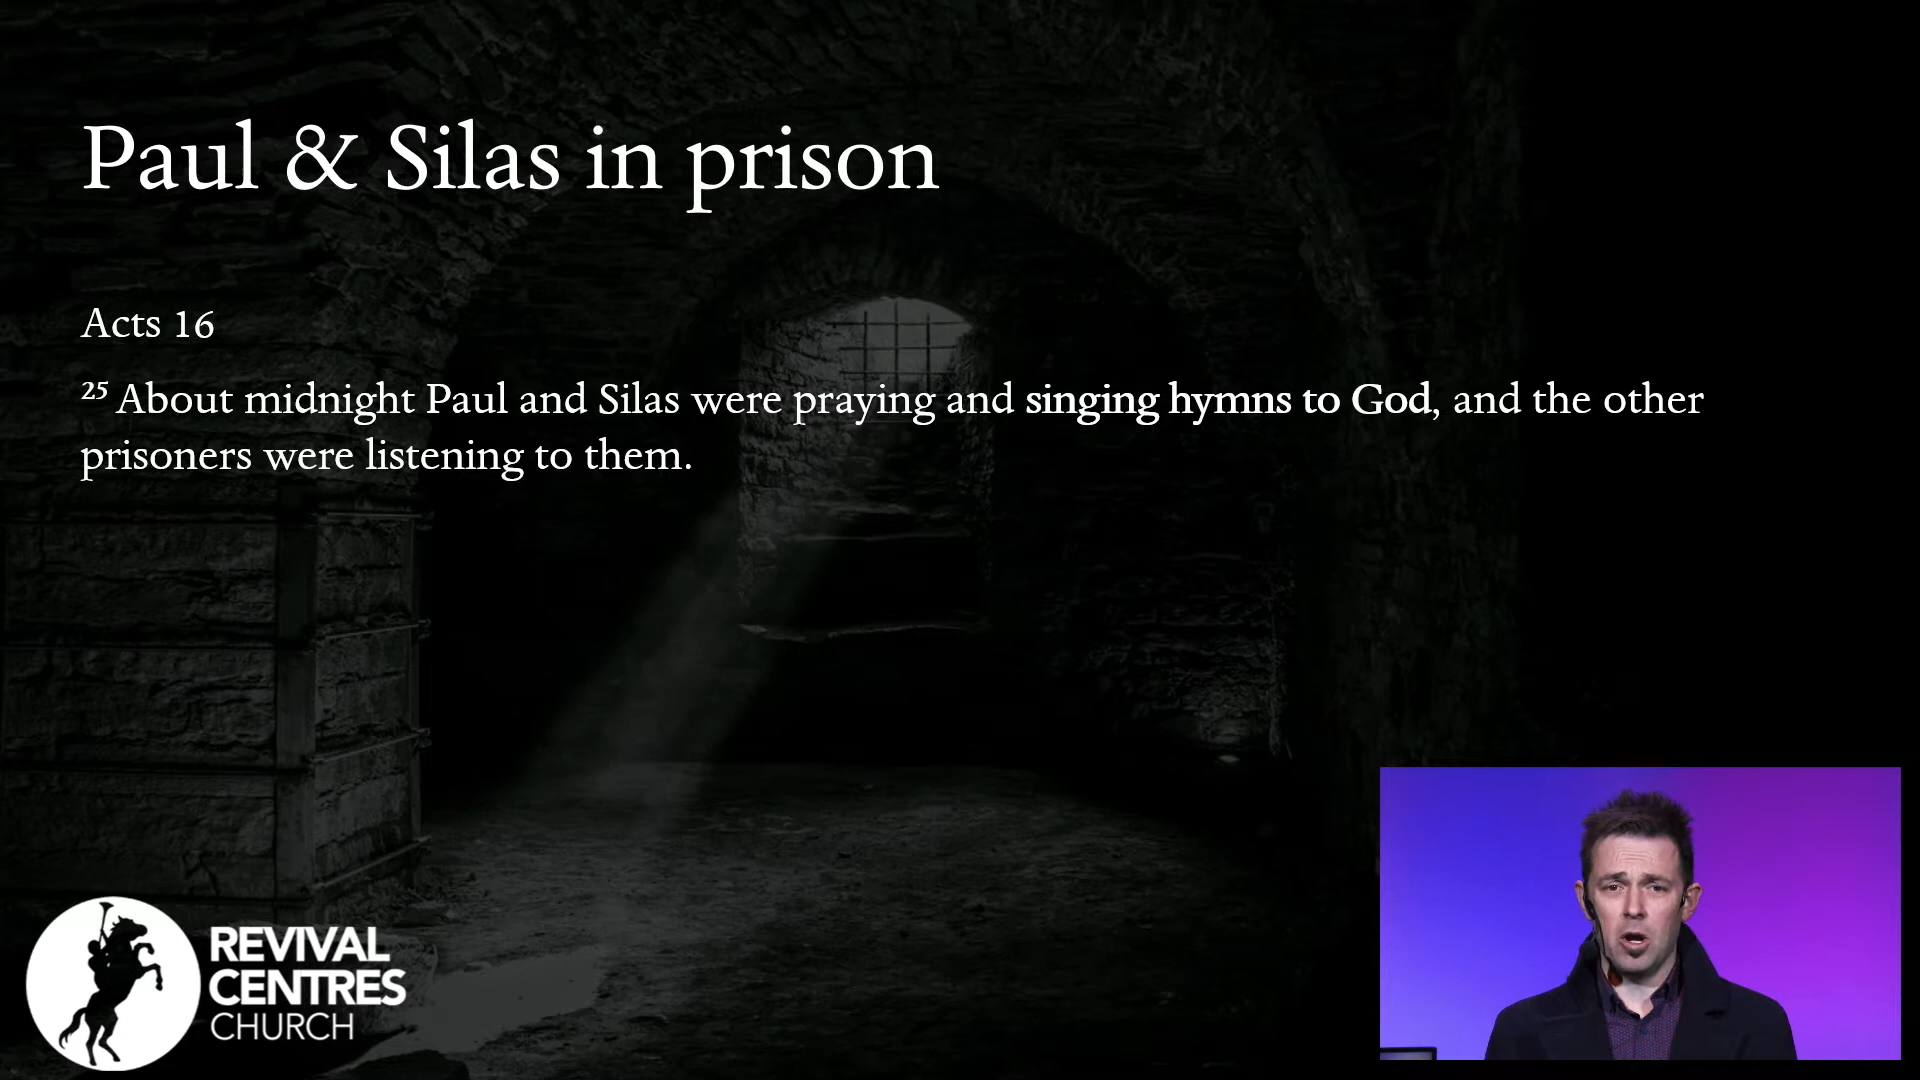 Paul & Silas in prison
Acts 16
²⁵ About midnight Paul and Silas were praying and singing hymns to God, and the other
prisoners were listening to them.
REVIVAL
CENTRES
CHURCH